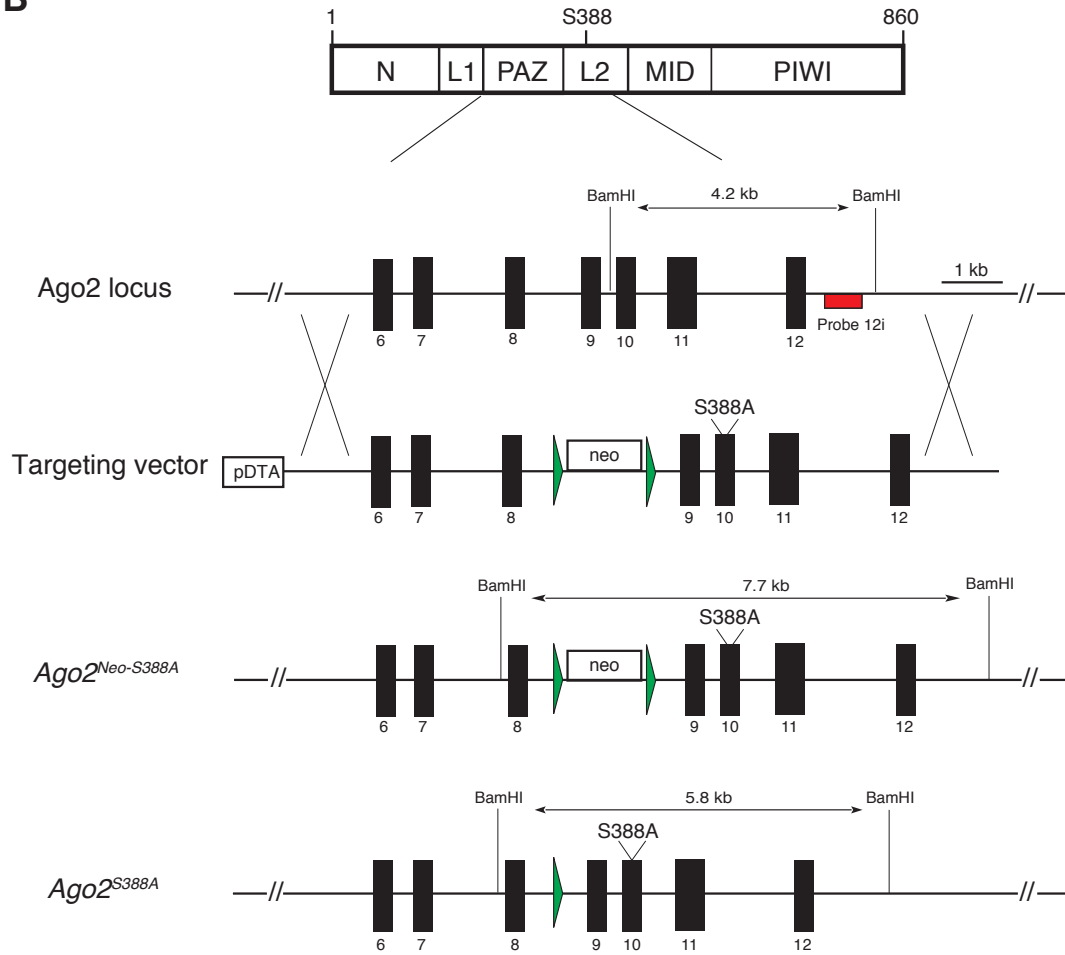 B
1 S388 860
N L1 PAZ L2 MID PIWI
BamHI 4.2 kb BamHI
Ago2 locus // 1 kb //
Probe 12i
6 7 8 9 10 11 12
S388A
Targeting vector pDTA neo
6 7 8 9 10 11 12
BamHI 7.7 kb BamHI
S388A
Ago2Neo-S388A // neo //
6 7 8 9 10 11 12
BamHI 5.8 kb BamHI
S388A
Ago2S388A // //
6 7 8 9 10 11 12